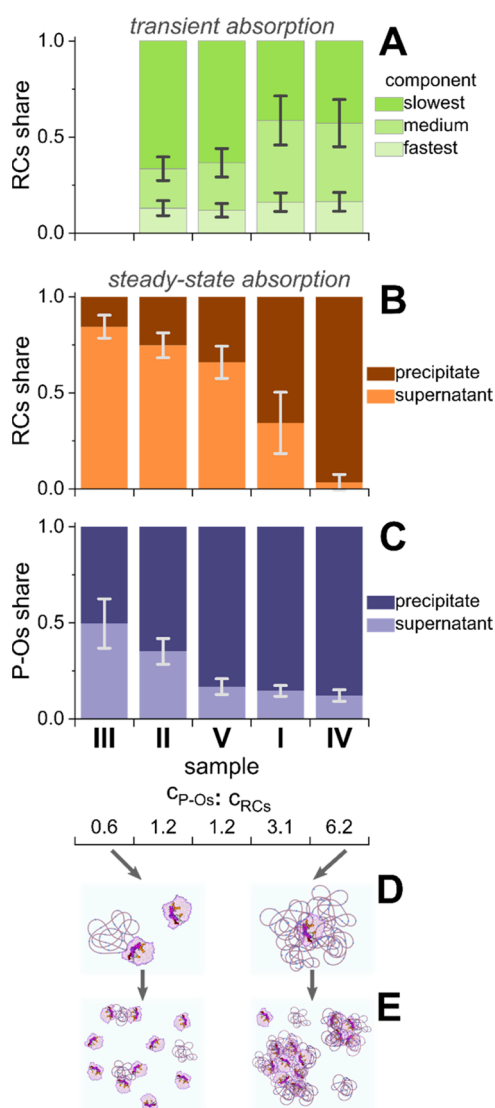 transient absorption
A
1.0
0.5
0.0
RCs share
component
slowest
medium
fastest
steady-state absorption
B
1.0
0.5
0.0
RCs share
precipitate
supernatant
C
1.0
0.5
0.0
P-Os share
precipitate
supernatant
III II V I IV
sample
cP-Os: cRCs
0.6 1.2 1.2 3.1 6.2
D
E